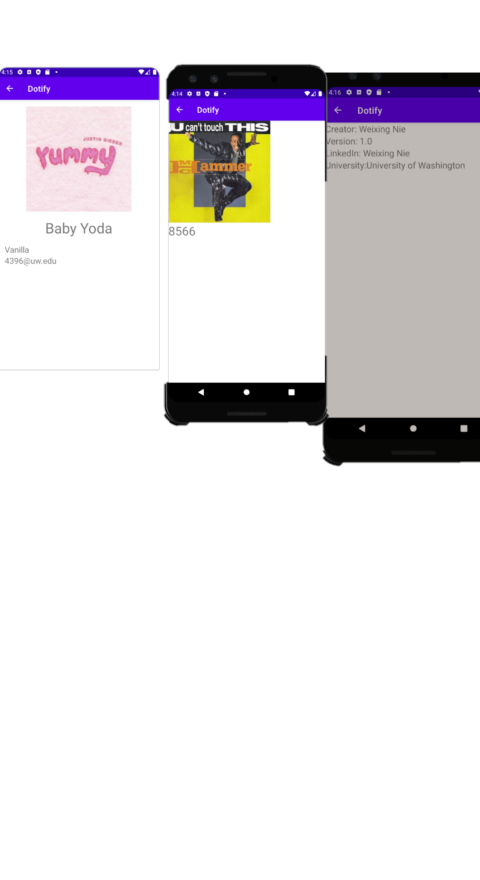 4:15
Dotify
JUSTIN BIEBER
yummy
Baby Yoda
Vanilla
4396@uw.edu
4:14
Dotify
U can't touch THIS
Hammer
8566
4:16
Dotify
Creator: Weixing Nie
Version: 1.0
LinkedIn: Weixing Nie
University:University of Washington